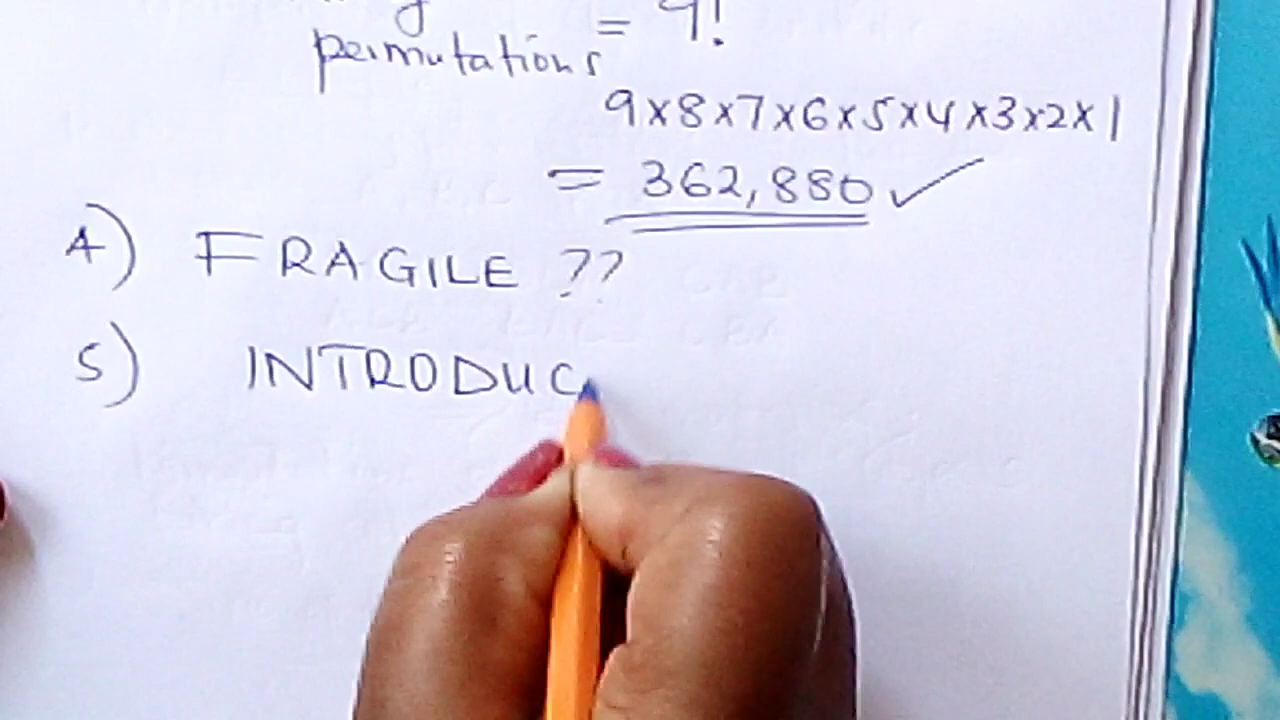 = 9!
permutations
9x8x7x6x5x4x3x2x1
= 362,880 ✓
4) FRAGILE ??
5) INTRODUC